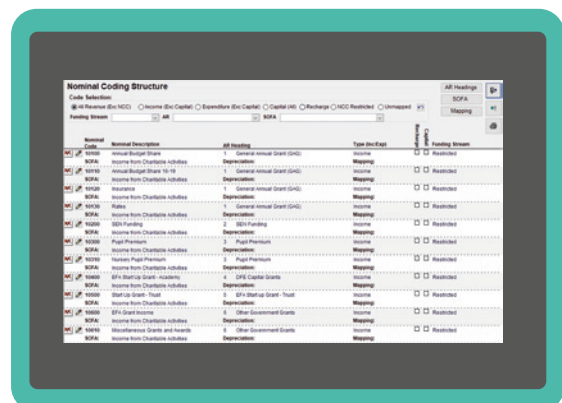 Nominal Coding Structure
AR Headings
Code Selection:
SOFA
All Revenue (Exc NCC) Income (Exc Capital) Expenditure (Exc Capital) Capital (All) Recharge NCC Restricted Unmapped
Mapping
Funding Stream AR SOFA
Nominal Code Nominal Description AR Heading Type (Inc/Exp) Recharge Capital Funding Stream
10100 Annual Budget Share 1 General Annual Grant (GAG) Income Restricted
SOFA: Income from Charitable Activities Depreciation: Mapping:
10110 Annual Budget Share 16-19 1 General Annual Grant (GAG) Income Restricted
SOFA: Income from Charitable Activities Depreciation: Mapping:
10120 Insurance 1 General Annual Grant (GAG) Income Restricted
SOFA: Income from Charitable Activities Depreciation: Mapping:
10130 Rates 1 General Annual Grant (GAG) Income Restricted
SOFA: Income from Charitable Activities Depreciation: Mapping:
10200 SEN Funding 2 SEN Funding Income Restricted
SOFA: Income from Charitable Activities Depreciation: Mapping:
10300 Pupil Premium 3 Pupil Premium Income Restricted
SOFA: Income from Charitable Activities Depreciation: Mapping:
10310 Nursery Pupil Premium 3 Pupil Premium Income Restricted
SOFA: Income from Charitable Activities Depreciation: Mapping:
10400 EFA Start Up Grant - Academy 4 DFE Capital Grants Income Restricted
SOFA: Income from Charitable Activities Depreciation: Mapping:
10500 Start Up Grant - Trust 5 EFA Start up Grant - Trust Income Restricted
SOFA: Income from Charitable Activities Depreciation: Mapping:
10600 EFA Grant Income 6 Other Government Grants Income Restricted
SOFA: Income from Charitable Activities Depreciation: Mapping:
10610 Miscellaneous Grants and Awards 6 Other Government Grants Income Restricted
SOFA: Income from Charitable Activities Depreciation: Mapping: